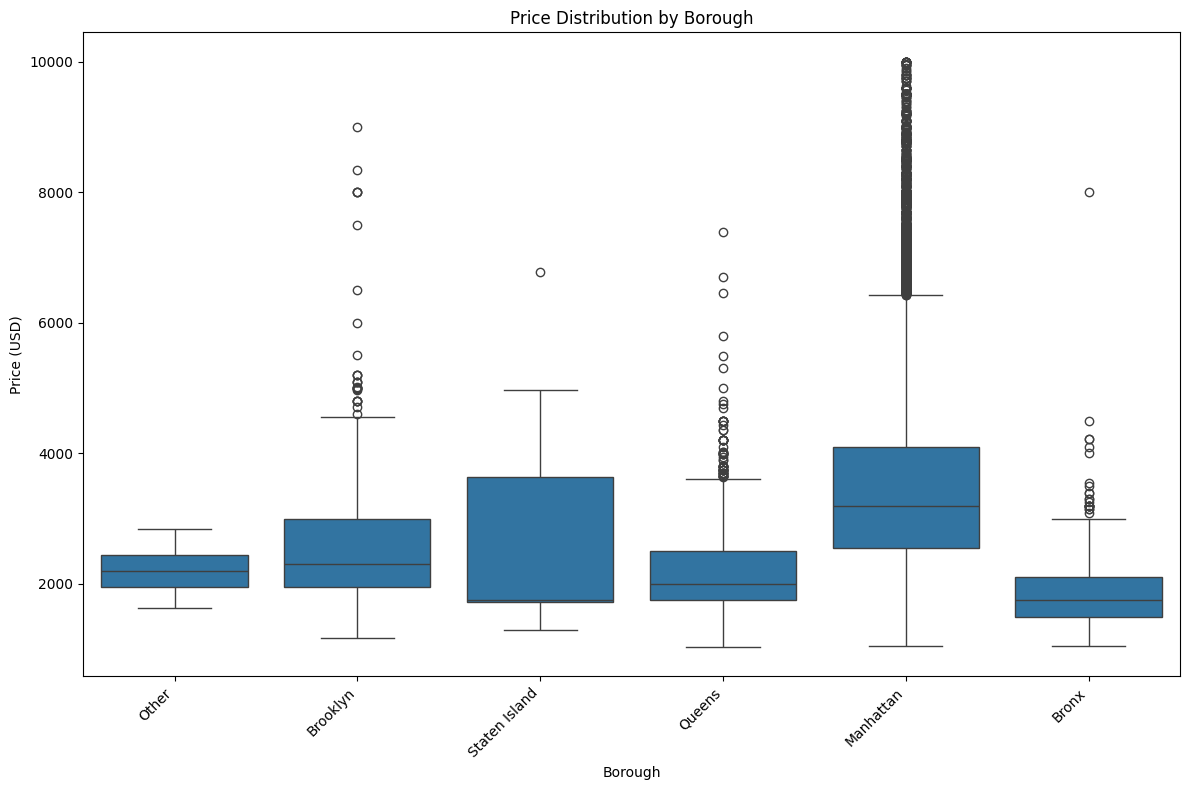 Price Distribution by Borough
Price (USD)
10000
8000
6000
4000
2000
Other
Brooklyn
Staten Island
Queens
Manhattan
Bronx
Borough